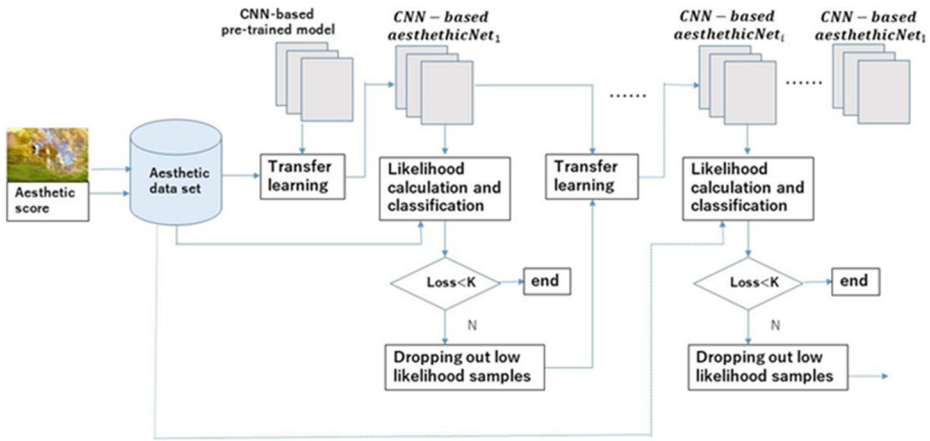 CNN-based
pre-trained model
CNN − based
aesthethicNet₁
CNN − based
aesthethicNetᵢ
CNN − based
aesthethicNet₁
......
......
Aesthetic
score
Aesthetic
data set
Transfer
learning
Likelihood
calculation and
classification
Transfer
learning
Likelihood
calculation and
classification
Loss<K
end
Loss<K
end
N
N
Dropping out low
likelihood samples
Dropping out low
likelihood samples